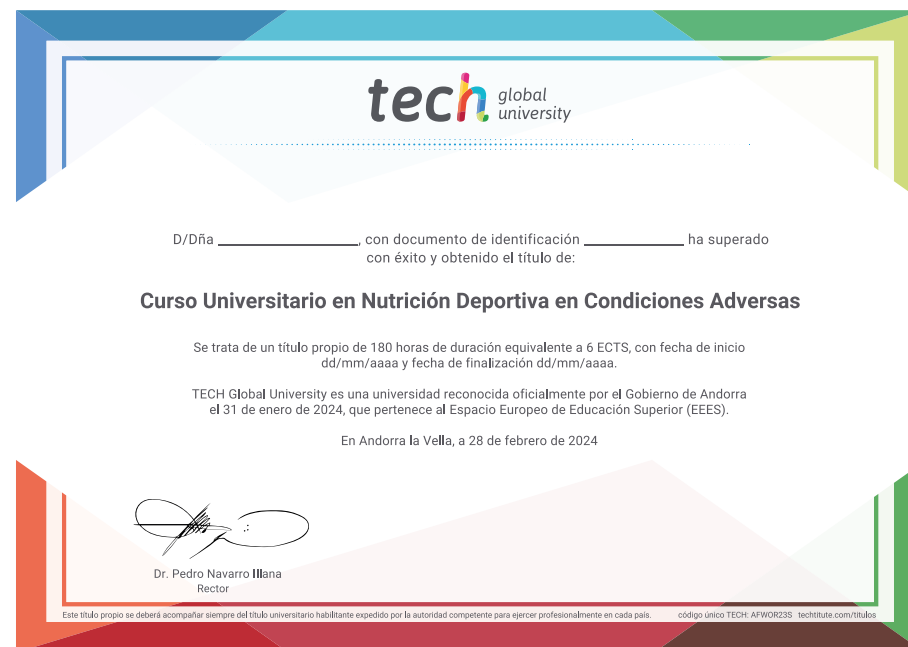 tech global university
D/Dña ____________, con documento de identificación ____________ ha superado
con éxito y obtenido el título de:
Curso Universitario en Nutrición Deportiva en Condiciones Adversas
Se trata de un título propio de 180 horas de duración equivalente a 6 ECTS, con fecha de inicio
dd/mm/aaaa y fecha de finalización dd/mm/aaaa.
TECH Global University es una universidad reconocida oficialmente por el Gobierno de Andorra
el 31 de enero de 2024, que pertenece al Espacio Europeo de Educación Superior (EEES).
En Andorra la Vella, a 28 de febrero de 2024
Dr. Pedro Navarro Illana
Rector
Este título propio se deberá acompañar siempre del título universitario habilitante expedido por la autoridad competente para ejercer profesionalmente en cada país. código único TECH: AFWOR23S techtitute.com/titulos